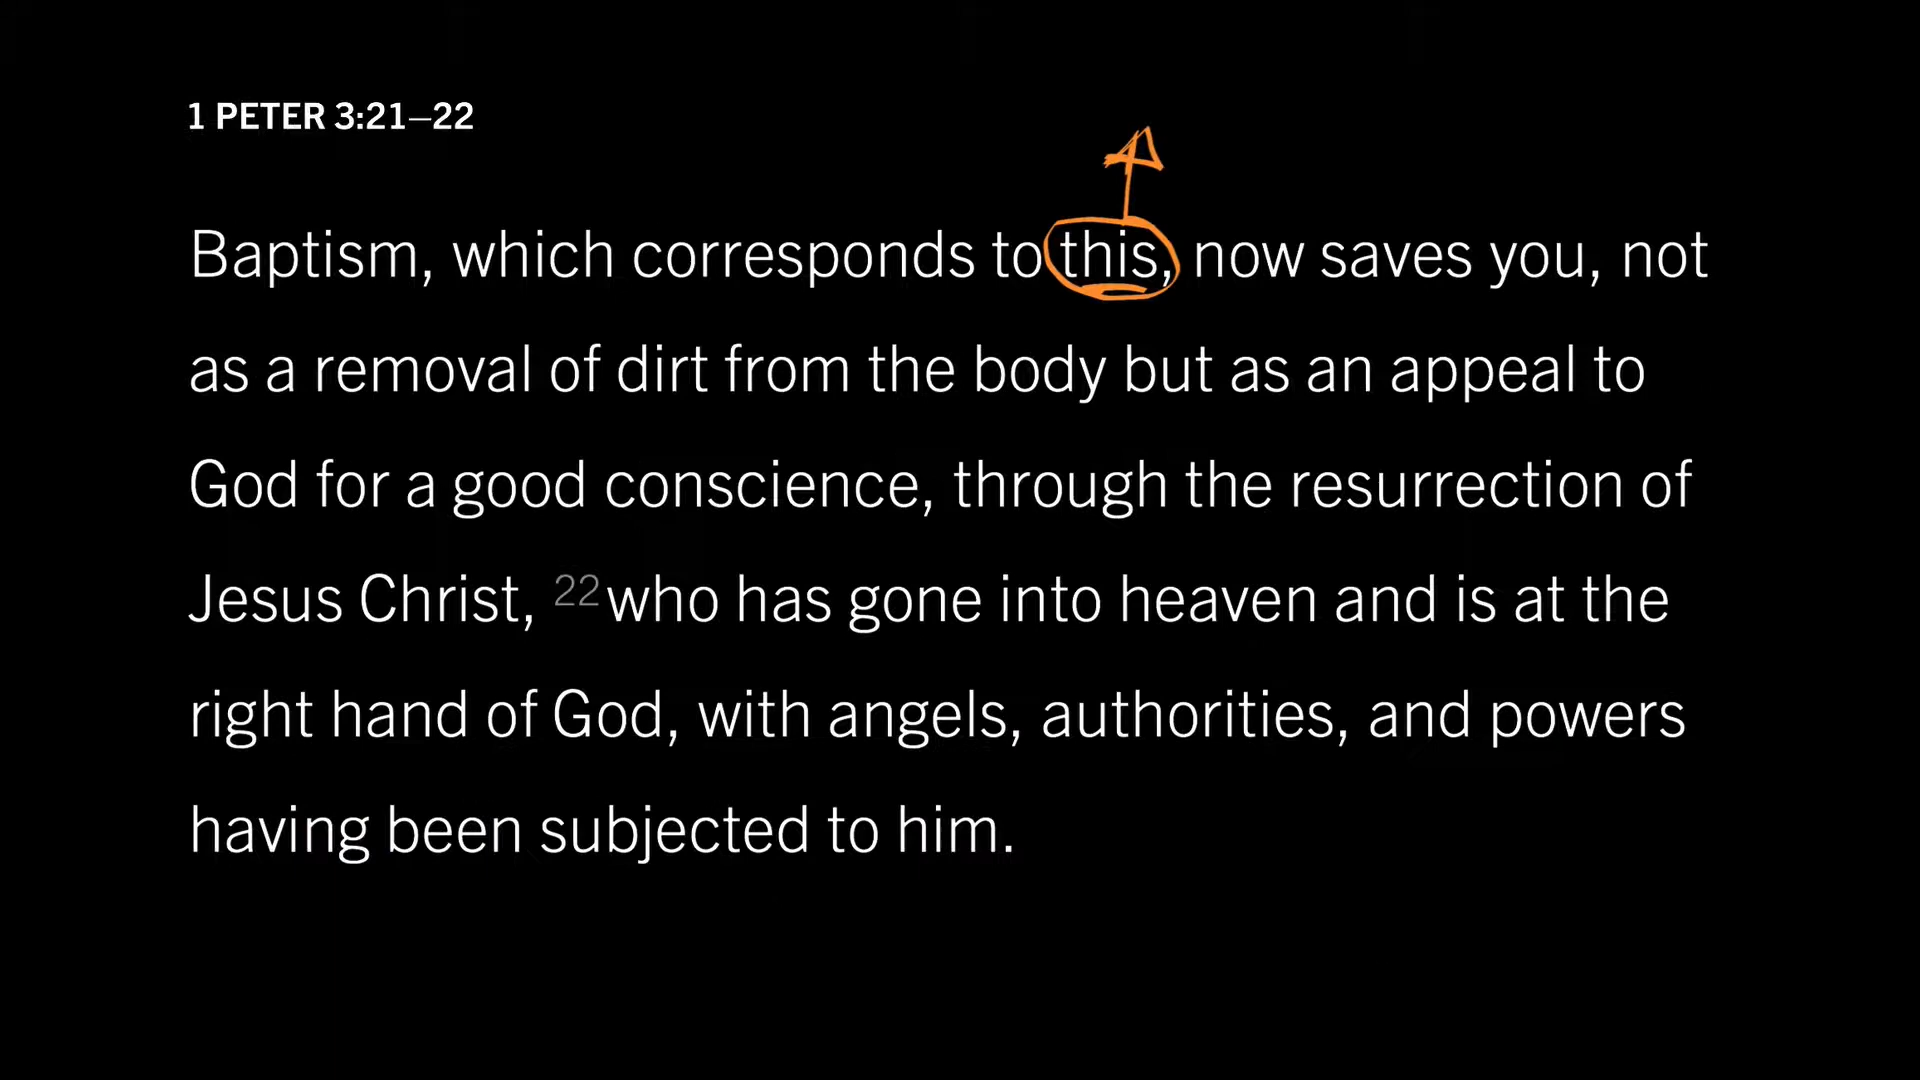 1 PETER 3:21–22
Baptism, which corresponds to this, now saves you, not
as a removal of dirt from the body but as an appeal to
God for a good conscience, through the resurrection of
Jesus Christ, 22 who has gone into heaven and is at the
right hand of God, with angels, authorities, and powers
having been subjected to him.